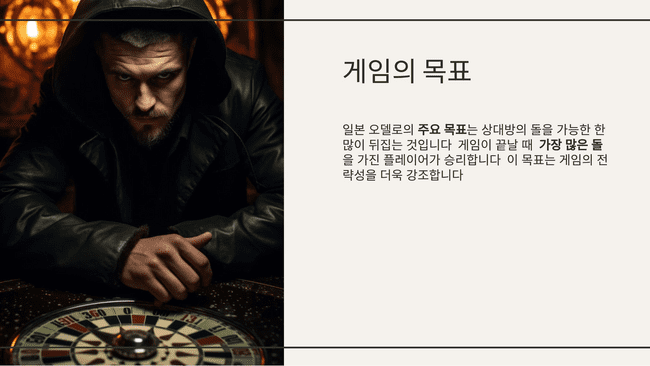 게임의 목표
일본 오델로의 주요 목표는 상대방의 돌을 가능한 한
많이 뒤집는 것입니다 게임이 끝날 때 가장 많은 돌
을 가진 플레이어가 승리합니다 이 목표는 게임의 전
략성을 더욱 강조합니다